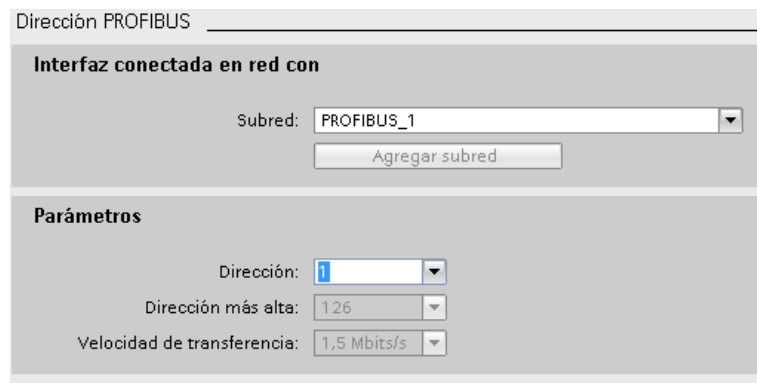 Dirección PROFIBUS
Interfaz conectada en red con
Subred: PROFIBUS_1
Agregar subred
Parámetros
Dirección: 1
Dirección más alta: 126
Velocidad de transferencia: 1,5 Mbits/s